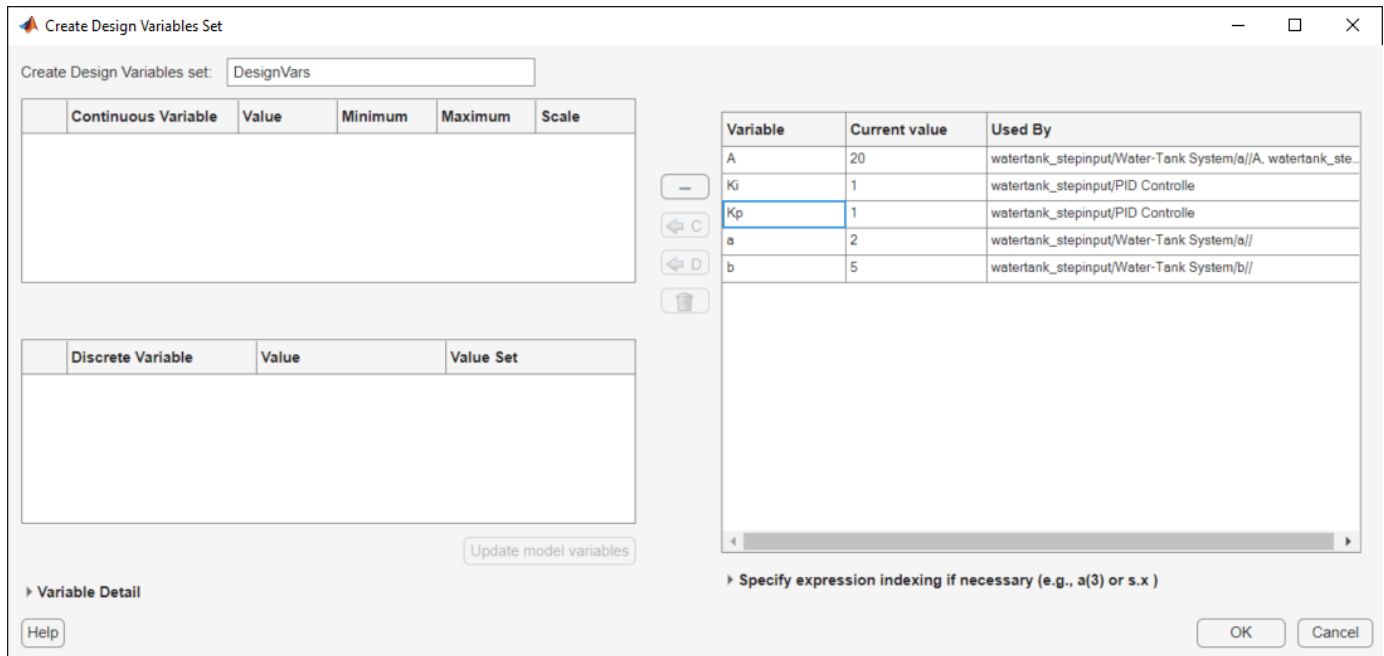 Create Design Variables Set
Create Design Variables set: DesignVars
Continuous Variable Value Minimum Maximum Scale
Variable Current value Used By
A 20 watertank_stepinput/Water-Tank System/a//A, watertank_ste...
Ki 1 watertank_stepinput/PID Controlle
Kp 1 watertank_stepinput/PID Controlle
a 2 watertank_stepinput/Water-Tank System/a//
b 5 watertank_stepinput/Water-Tank System/b//
C
D
Discrete Variable Value Value Set
Update model variables
Variable Detail
Specify expression indexing if necessary (e.g., a(3) or s.x )
Help
OK Cancel